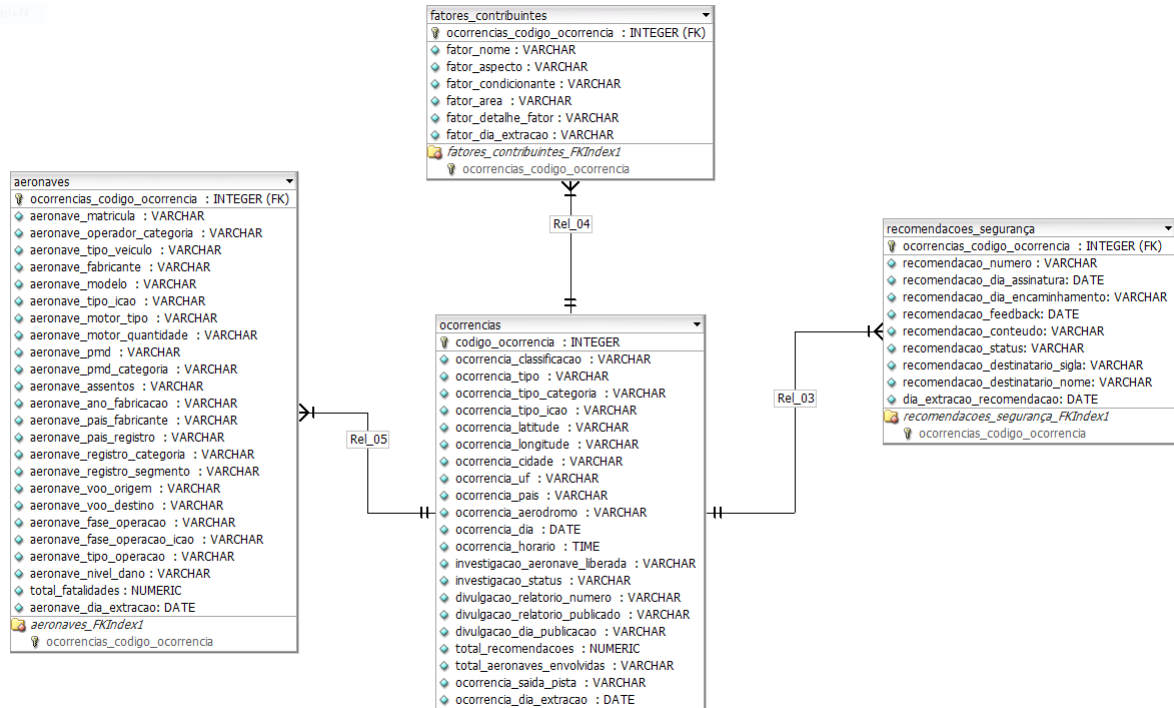 fatores_contribuintes
ocorrencias_codigo_ocorrencia : INTEGER (FK)
fator_nome : VARCHAR
fator_aspecto : VARCHAR
fator_condicionante : VARCHAR
fator_area : VARCHAR
fator_detalhe_fator : VARCHAR
fator_dia_extracao : VARCHAR
fatores_contribuintes_FKIndex1
ocorrencias_codigo_ocorrencia
aeronaves
ocorrencias_codigo_ocorrencia : INTEGER (FK)
aeronave_matricula : VARCHAR
aeronave_operador_categoria : VARCHAR
aeronave_tipo_veiculo : VARCHAR
aeronave_fabricante : VARCHAR
aeronave_modelo : VARCHAR
aeronave_tipo_icao : VARCHAR
aeronave_motor_tipo : VARCHAR
aeronave_motor_quantidade : VARCHAR
aeronave_pmd : VARCHAR
aeronave_pmd_categoria : VARCHAR
aeronave_assentos : VARCHAR
aeronave_ano_fabricacao : VARCHAR
aeronave_pais_fabricante : VARCHAR
aeronave_pais_registro : VARCHAR
aeronave_registro_categoria : VARCHAR
aeronave_registro_segmento : VARCHAR
aeronave_voo_origem : VARCHAR
aeronave_voo_destino : VARCHAR
aeronave_fase_operacao : VARCHAR
aeronave_fase_operacao_icao : VARCHAR
aeronave_tipo_operacao : VARCHAR
aeronave_nivel_dano : VARCHAR
total_fatalidades : NUMERIC
aeronave_dia_extracao: DATE
aeronaves_FKIndex1
ocorrencias_codigo_ocorrencia
Rel_04
Rel_05
Rel_03
recomendacoes_segurança
ocorrencias_codigo_ocorrencia : INTEGER (FK)
recomendacao_numero : VARCHAR
recomendacao_dia_assinatura: DATE
recomendacao_dia_encaminhamento: VARCHAR
recomendacao_feedback: DATE
recomendacao_conteudo: VARCHAR
recomendacao_status: VARCHAR
recomendacao_destinatario_sigla: VARCHAR
recomendacao_destinatario_nome: VARCHAR
dia_extracao_recomendacao: DATE
recomendacoes_segurança_FKIndex1
ocorrencias_codigo_ocorrencia
ocorrencias
codigo_ocorrencia : INTEGER
ocorrencia_classificacao : VARCHAR
ocorrencia_tipo : VARCHAR
ocorrencia_tipo_categoria : VARCHAR
ocorrencia_tipo_icao : VARCHAR
ocorrencia_latitude : VARCHAR
ocorrencia_longitude : VARCHAR
ocorrencia_cidade : VARCHAR
ocorrencia_uf : VARCHAR
ocorrencia_pais : VARCHAR
ocorrencia_aerodromo : VARCHAR
ocorrencia_dia : DATE
ocorrencia_horario : TIME
investigacao_aeronave_liberada : VARCHAR
investigacao_status : VARCHAR
divulgacao_relatorio_numero : VARCHAR
divulgacao_relatorio_publicado : VARCHAR
divulgacao_dia_publicacao : VARCHAR
total_recomendacoes : NUMERIC
total_aeronaves_envolvidas : VARCHAR
ocorrencia_saida_pista : VARCHAR
ocorrencia_dia_extracao : DATE